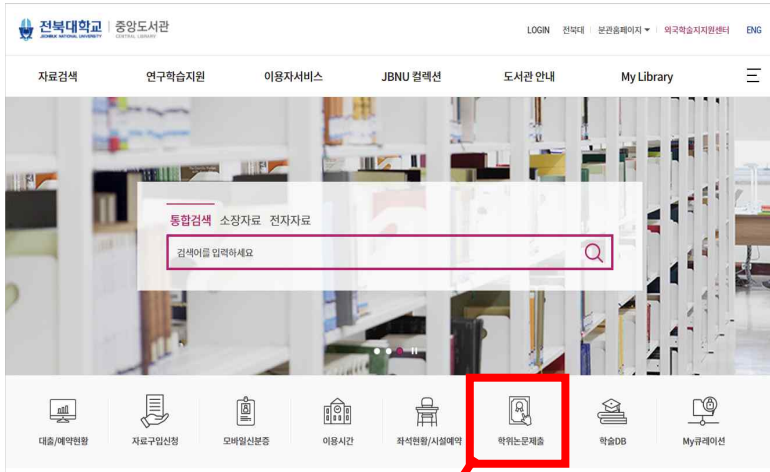 전북대학교 중앙도서관
JEONBUK NATIONAL UNIVERSITY CENTRAL LIBRARY
LOGIN 전북대 분관홈페이지 외국학술지지원센터 ENG
자료검색 연구학습지원 이용자서비스 JBNU 컬렉션 도서관 안내 My Library
통합검색 소장자료 전자자료
검색어를 입력하세요
대출/예약현황 자료구입신청 모바일신분증 이용시간 좌석현황/시설예약 학위논문제출 학술DB My큐레이션